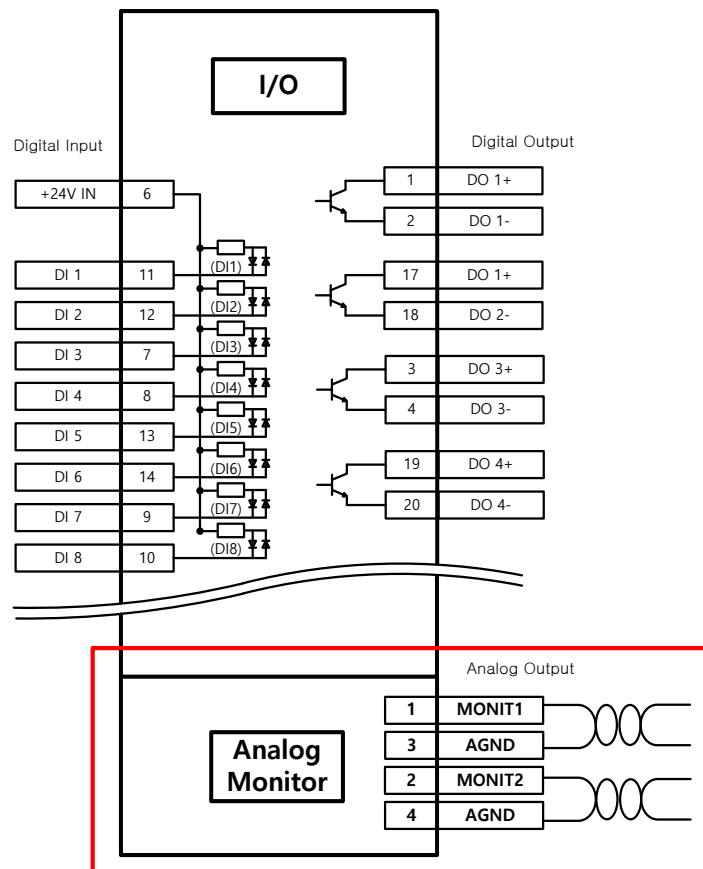 I/O
Digital Input
Digital Output
+24V IN 6
1 DO 1+
2 DO 1-
(DI1)
DI 1 11
17 DO 1+
(DI2)
DI 2 12
18 DO 2-
(DI3)
DI 3 7
3 DO 3+
(DI4)
DI 4 8
4 DO 3-
(DI5)
DI 5 13
19 DO 4+
(DI6)
DI 6 14
20 DO 4-
(DI7)
DI 7 9
(DI8)
DI 8 10
Analog Output
1 MONIT1
3 AGND
Analog
Monitor
2 MONIT2
4 AGND